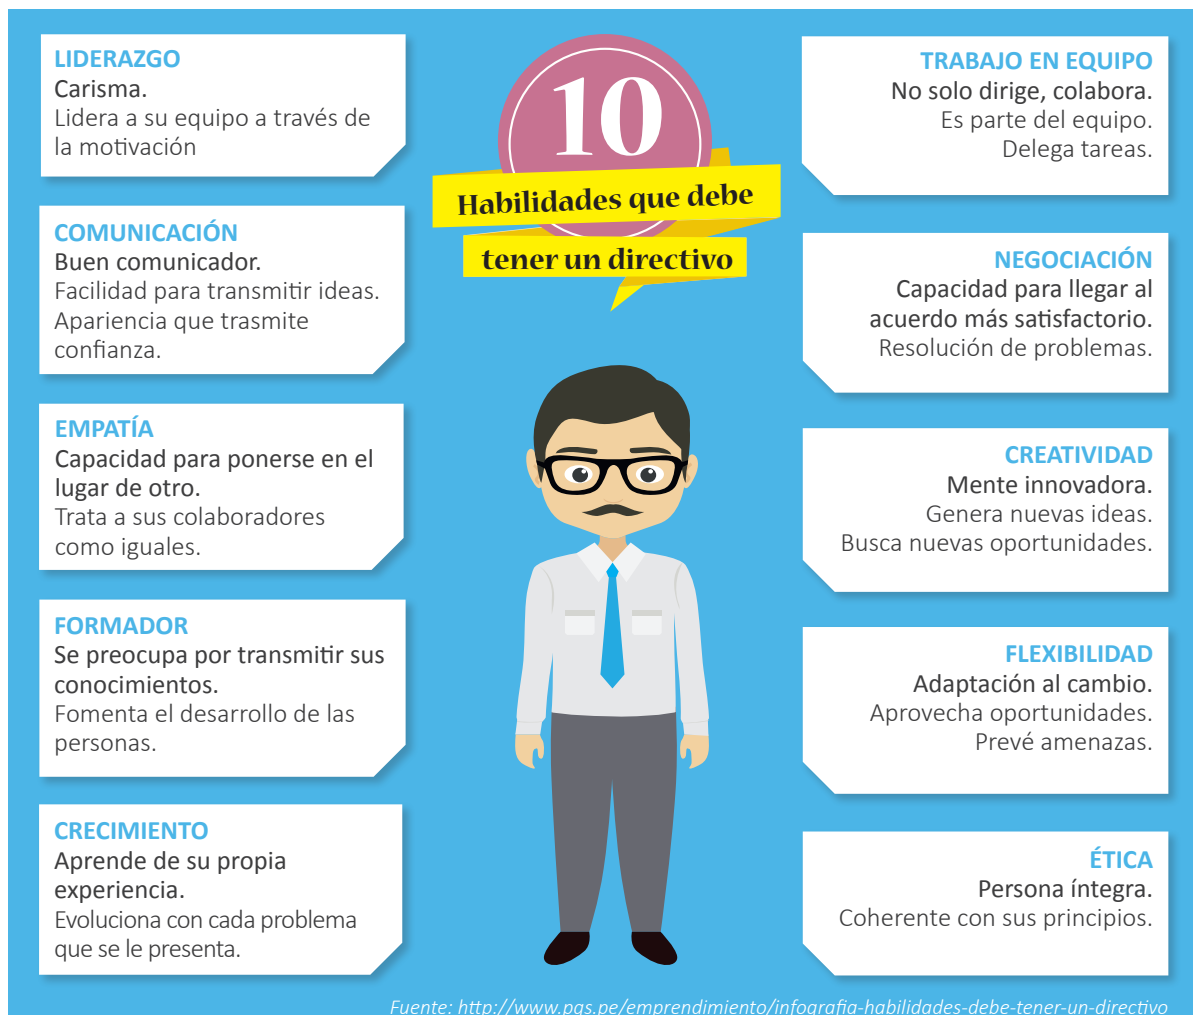 10
Habilidades que debe
tener un directivo
LIDERAZGO
Carisma.
Lidera a su equipo a través de
la motivación
COMUNICACIÓN
Buen comunicador.
Facilidad para transmitir ideas.
Apariencia que trasmite
confianza.
EMPATÍA
Capacidad para ponerse en el
lugar de otro.
Trata a sus colaboradores
como iguales.
FORMADOR
Se preocupa por transmitir sus
conocimientos.
Fomenta el desarrollo de las
personas.
CRECIMIENTO
Aprende de su propia
experiencia.
Evoluciona con cada problema
que se le presenta.
TRABAJO EN EQUIPO
No solo dirige, colabora.
Es parte del equipo.
Delega tareas.
NEGOCIACIÓN
Capacidad para llegar al
acuerdo más satisfactorio.
Resolución de problemas.
CREATIVIDAD
Mente innovadora.
Genera nuevas ideas.
Busca nuevas oportunidades.
FLEXIBILIDAD
Adaptación al cambio.
Aprovecha oportunidades.
Prevé amenazas.
ÉTICA
Persona íntegra.
Coherente con sus principios.
Fuente: http://www.pqs.pe/emprendimiento/infografia-habilidades-debe-tener-un-directivo